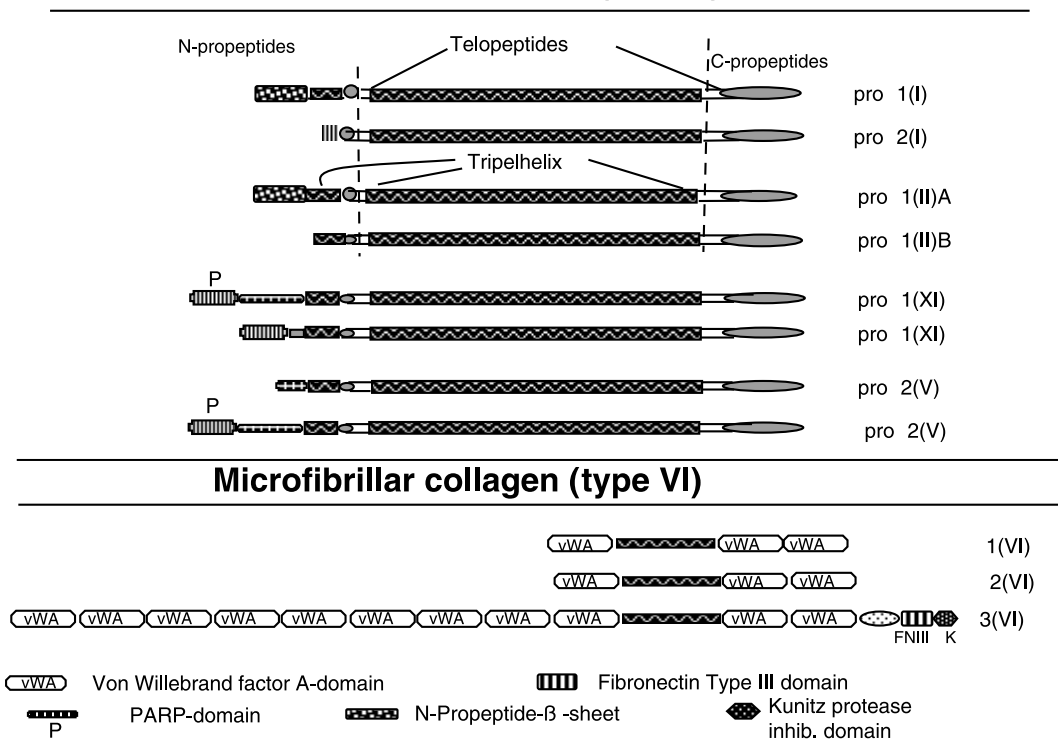 N-propeptides
Telopeptides
C-propeptides
pro 1(I)
pro 2(I)
Tripelhelix
pro 1(II)A
pro 1(II)B
P
pro 1(XI)
pro 1(XI)
pro 2(V)
P
pro 2(V)
Microfibrillar collagen (type VI)
vWA vWA vWA 1(VI)
vWA vWA vWA 2(VI)
vWA vWA vWA vWA vWA vWA vWA vWA vWA vWA vWA 3(VI)
FNIII K
vWA Von Willebrand factor A-domain
Fibronectin Type III domain
P PARP-domain
N-Propeptide-ß -sheet
Kunitz protease
inhib. domain